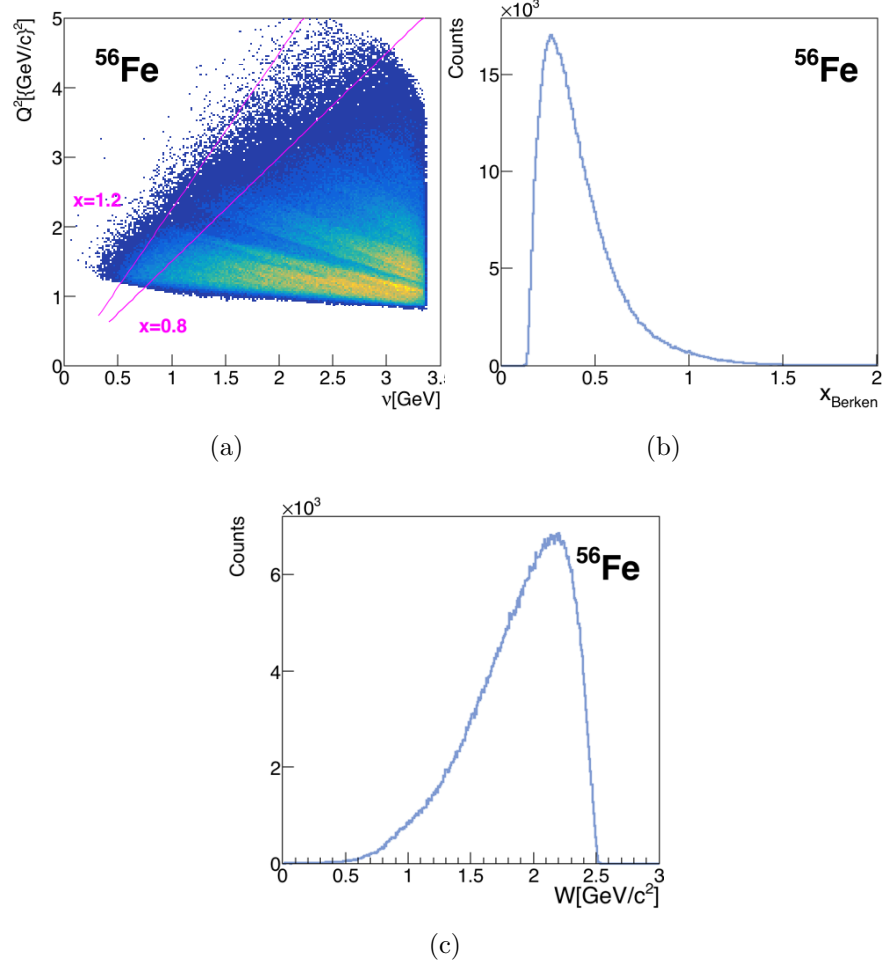 5
4
3
2
1
0
Q²[{GeV/c}²]
⁵⁶Fe
x=1.2
x=0.8
0 0.5 1 1.5 2 2.5 3 3.5
ν[GeV]
(a)
×10³
Counts
15
10
5
0
⁵⁶Fe
0 0.5 1 1.5 2
x_Berken
(b)
×10³
Counts
6
4
2
0
⁵⁶Fe
0 0.5 1 1.5 2 2.5 3
W[GeV/c²]
(c)